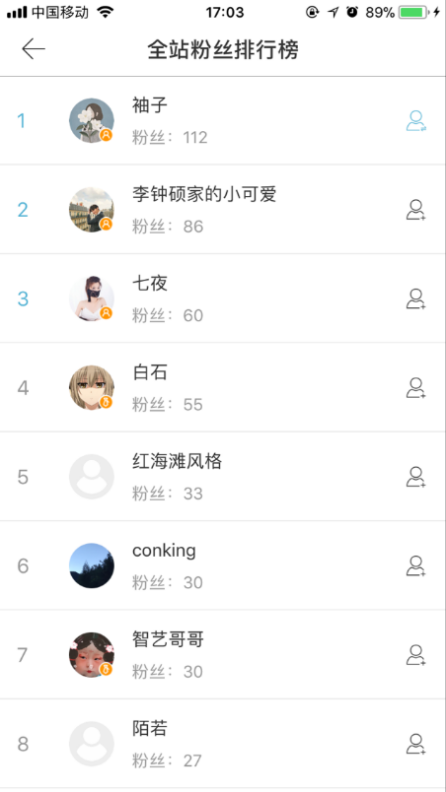 中国移动 17:03 89%
全站粉丝排行榜
1
袖子
粉丝：112
2
李钟硕家的小可爱
粉丝：86
3
七夜
粉丝：60
4
白石
粉丝：55
5
红海滩风格
粉丝：33
6
conking
粉丝：30
7
智艺哥哥
粉丝：30
8
陌若
粉丝：27